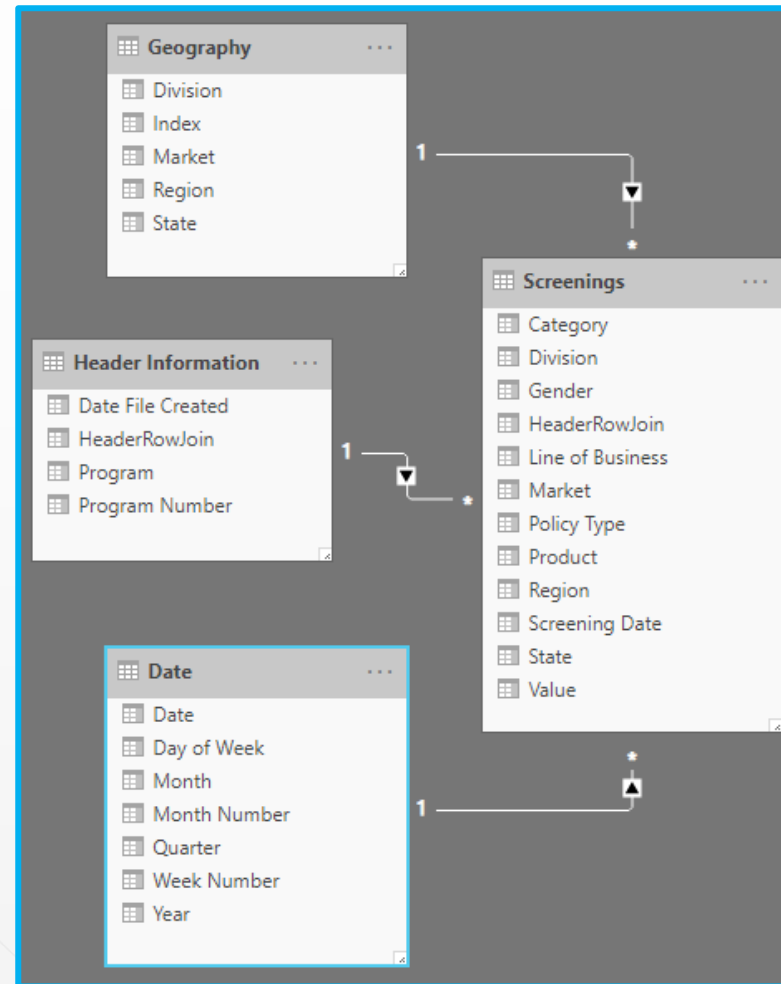 Geography
Division
Index
Market
Region
State
1
*
Header Information
Date File Created
HeaderRowJoin
Program
Program Number
1
*
Screenings
Category
Division
Gender
HeaderRowJoin
Line of Business
Market
Policy Type
Product
Region
Screening Date
State
Value
*
Date
Date
Day of Week
Month
Month Number
Quarter
Week Number
Year
1